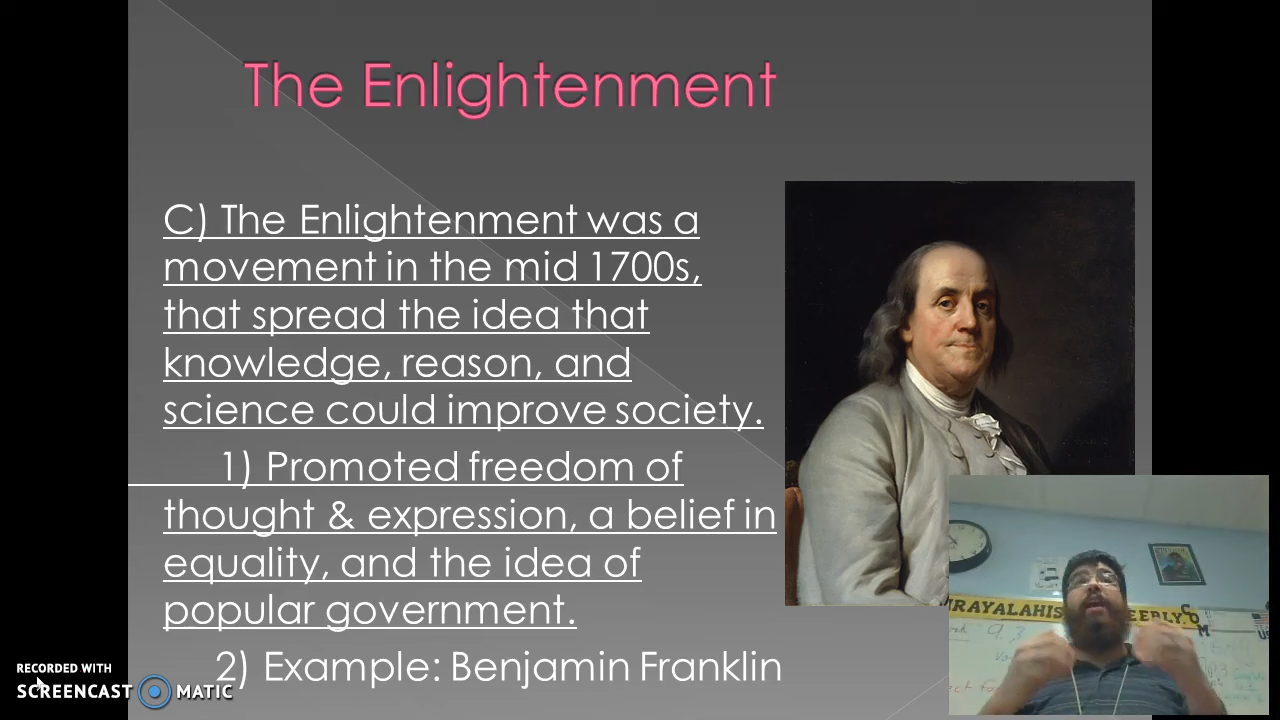 The Enlightenment
C) The Enlightenment was a
movement in the mid 1700s,
that spread the idea that
knowledge, reason, and
science could improve society.
1) Promoted freedom of
thought & expression, a belief in
equality, and the idea of
popular government.
2) Example: Benjamin Franklin
RECORDED WITH
SCREENCAST MATIC